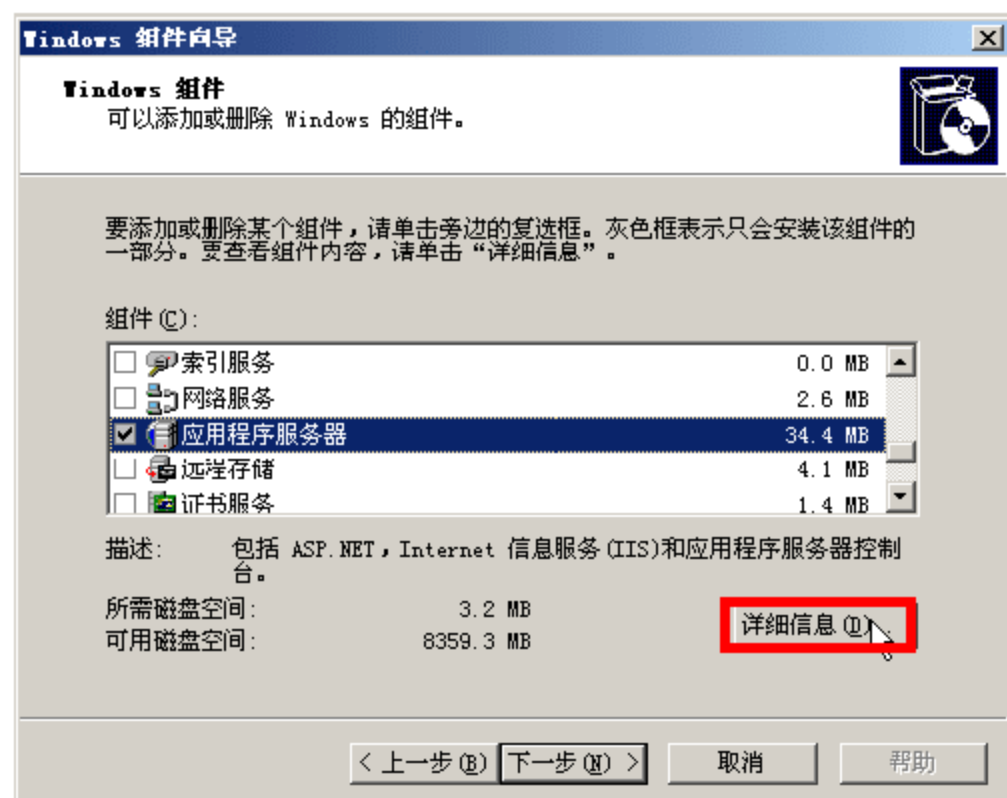 Windows 组件向导
Windows 组件
可以添加或删除 Windows 的组件。
要添加或删除某个组件，请单击旁边的复选框。灰色框表示只会安装该组件的
一部分。要查看组件内容，请单击“详细信息”。
组件(C):
索引服务 0.0 MB
网络服务 2.6 MB
应用程序服务器 34.4 MB
远程存储 4.1 MB
证书服务 1.4 MB
描述: 包括 ASP.NET，Internet 信息服务(IIS)和应用程序服务器控制
台。
所需磁盘空间: 3.2 MB
可用磁盘空间: 8359.3 MB
详细信息(D)
< 上一步(B) 下一步(N) > 取消 帮助